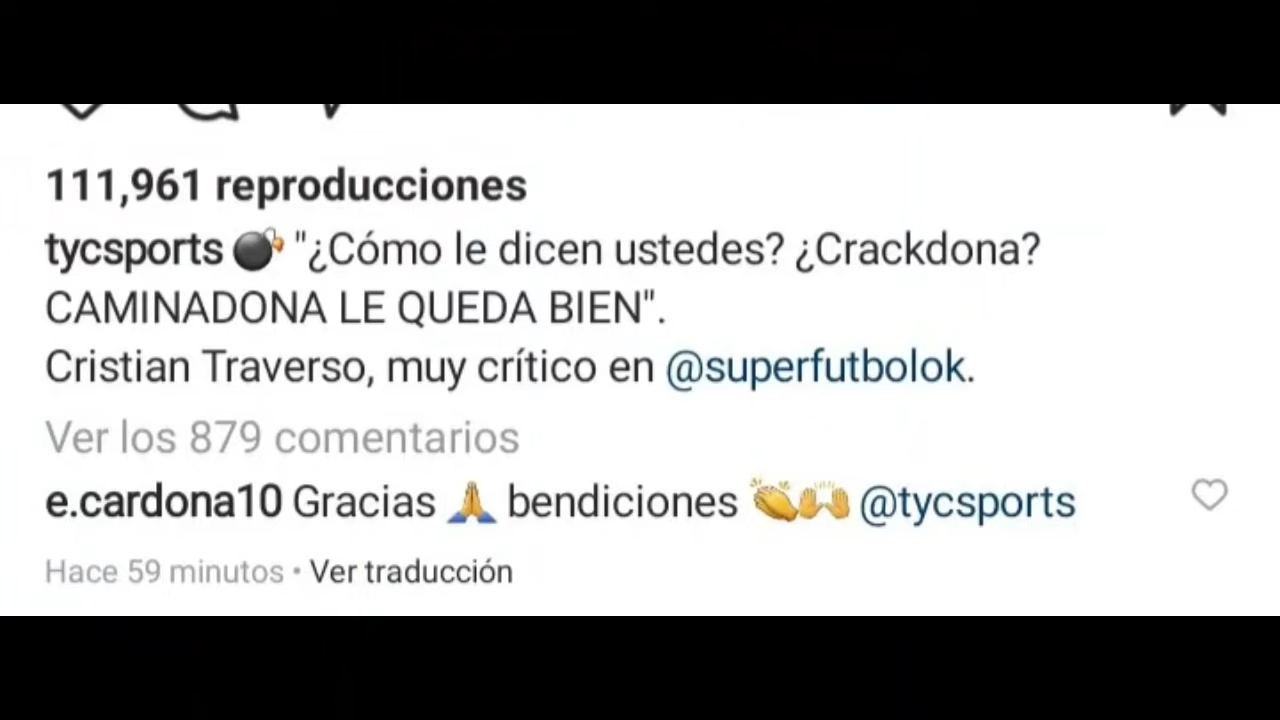 111,961 reproducciones
tycsports 💣 "¿Cómo le dicen ustedes? ¿Crackdona?
CAMINADONA LE QUEDA BIEN".
Cristian Traverso, muy crítico en @superfutbolok.
Ver los 879 comentarios
e.cardona10 Gracias 🙏 bendiciones 👏🙌 @tycsports
Hace 59 minutos • Ver traducción